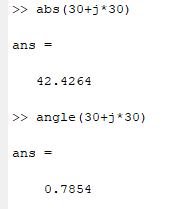 >> abs(30+j*30)
ans =
42.4264
>> angle(30+j*30)
ans =
0.7854